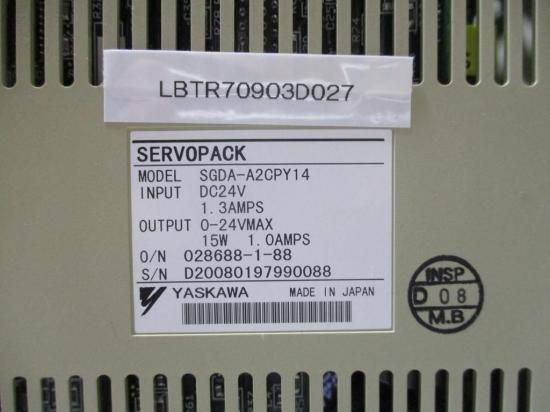 LBTR70903D027
SERVOPACK
MODEL SGDA-A2CPY14
INPUT DC24V
1.3AMPS
OUTPUT 0-24VMAX
15W 1.0AMPS
O/N 028688-1-88
S/N D20080197990088
YASKAWA MADE IN JAPAN
INSP
D 08
M.B